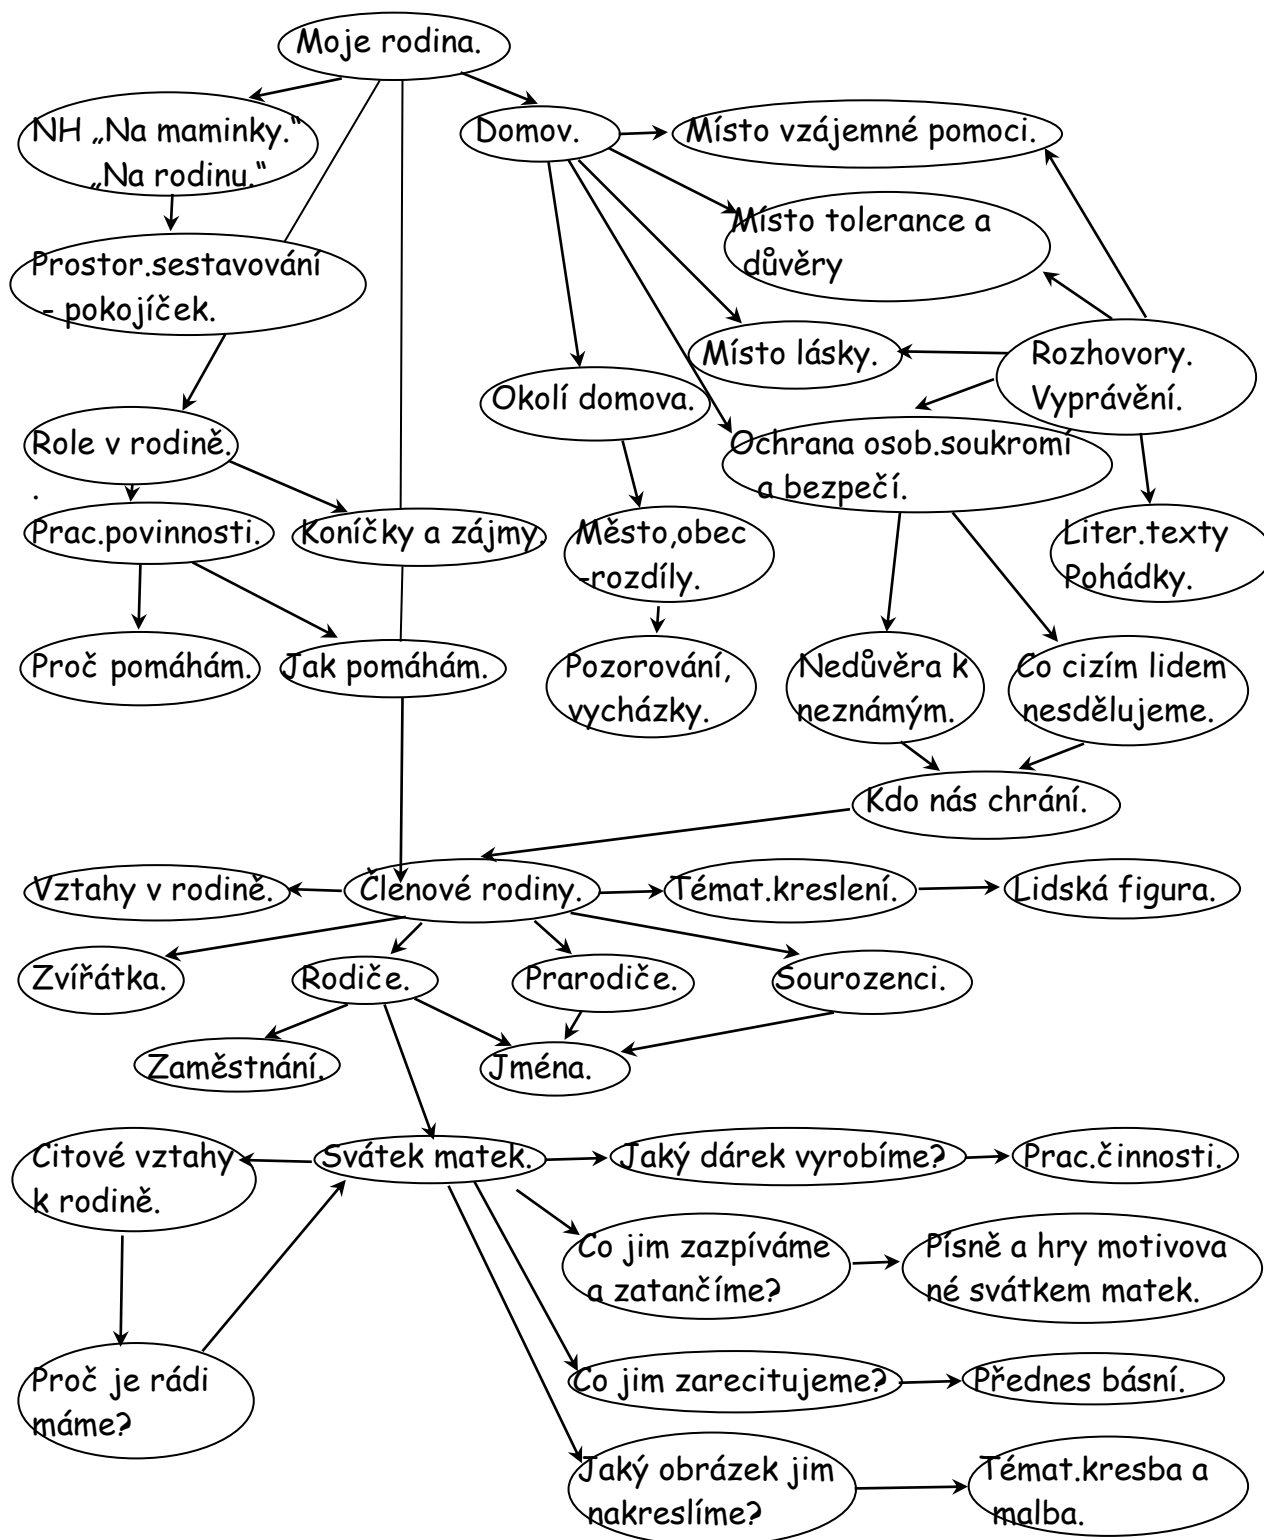 Moje rodina.
NH „Na maminky.“
„Na rodinu.“
Domov.
Místo vzájemné pomoci.
Místo tolerance a
důvěry
Prostor.sestavování
- pokojíček.
Místo lásky.
Rozhovory.
Vyprávění.
Okolí domova.
Role v rodině.
.
Ochrana osob.soukromí
a bezpečí.
Prac.povinnosti.
Koníčky a zájmy.
Město,obec
-rozdíly.
Liter.texty
Pohádky.
Proč pomáhám.
Jak pomáhám.
Pozorování,
vycházky.
Nedůvěra k
neznámým.
Co cizím lidem
nesdělujeme.
Kdo nás chrání.
Vztahy v rodině.
Členové rodiny.
Témat.kreslení.
Lidská figura.
Zvířátka.
Rodiče.
Prarodiče.
Sourozenci.
Zaměstnání.
Jména.
Citové vztahy
k rodině.
Svátek matek.
Jaký dárek vyrobíme?
Prac.činnosti.
Co jim zazpíváme
a zatančíme?
Písně a hry motivova
né svátkem matek.
Proč je rádi
máme?
Co jim zarecitujeme?
Přednes básní.
Jaký obrázek jim
nakreslíme?
Témat.kresba a
malba.